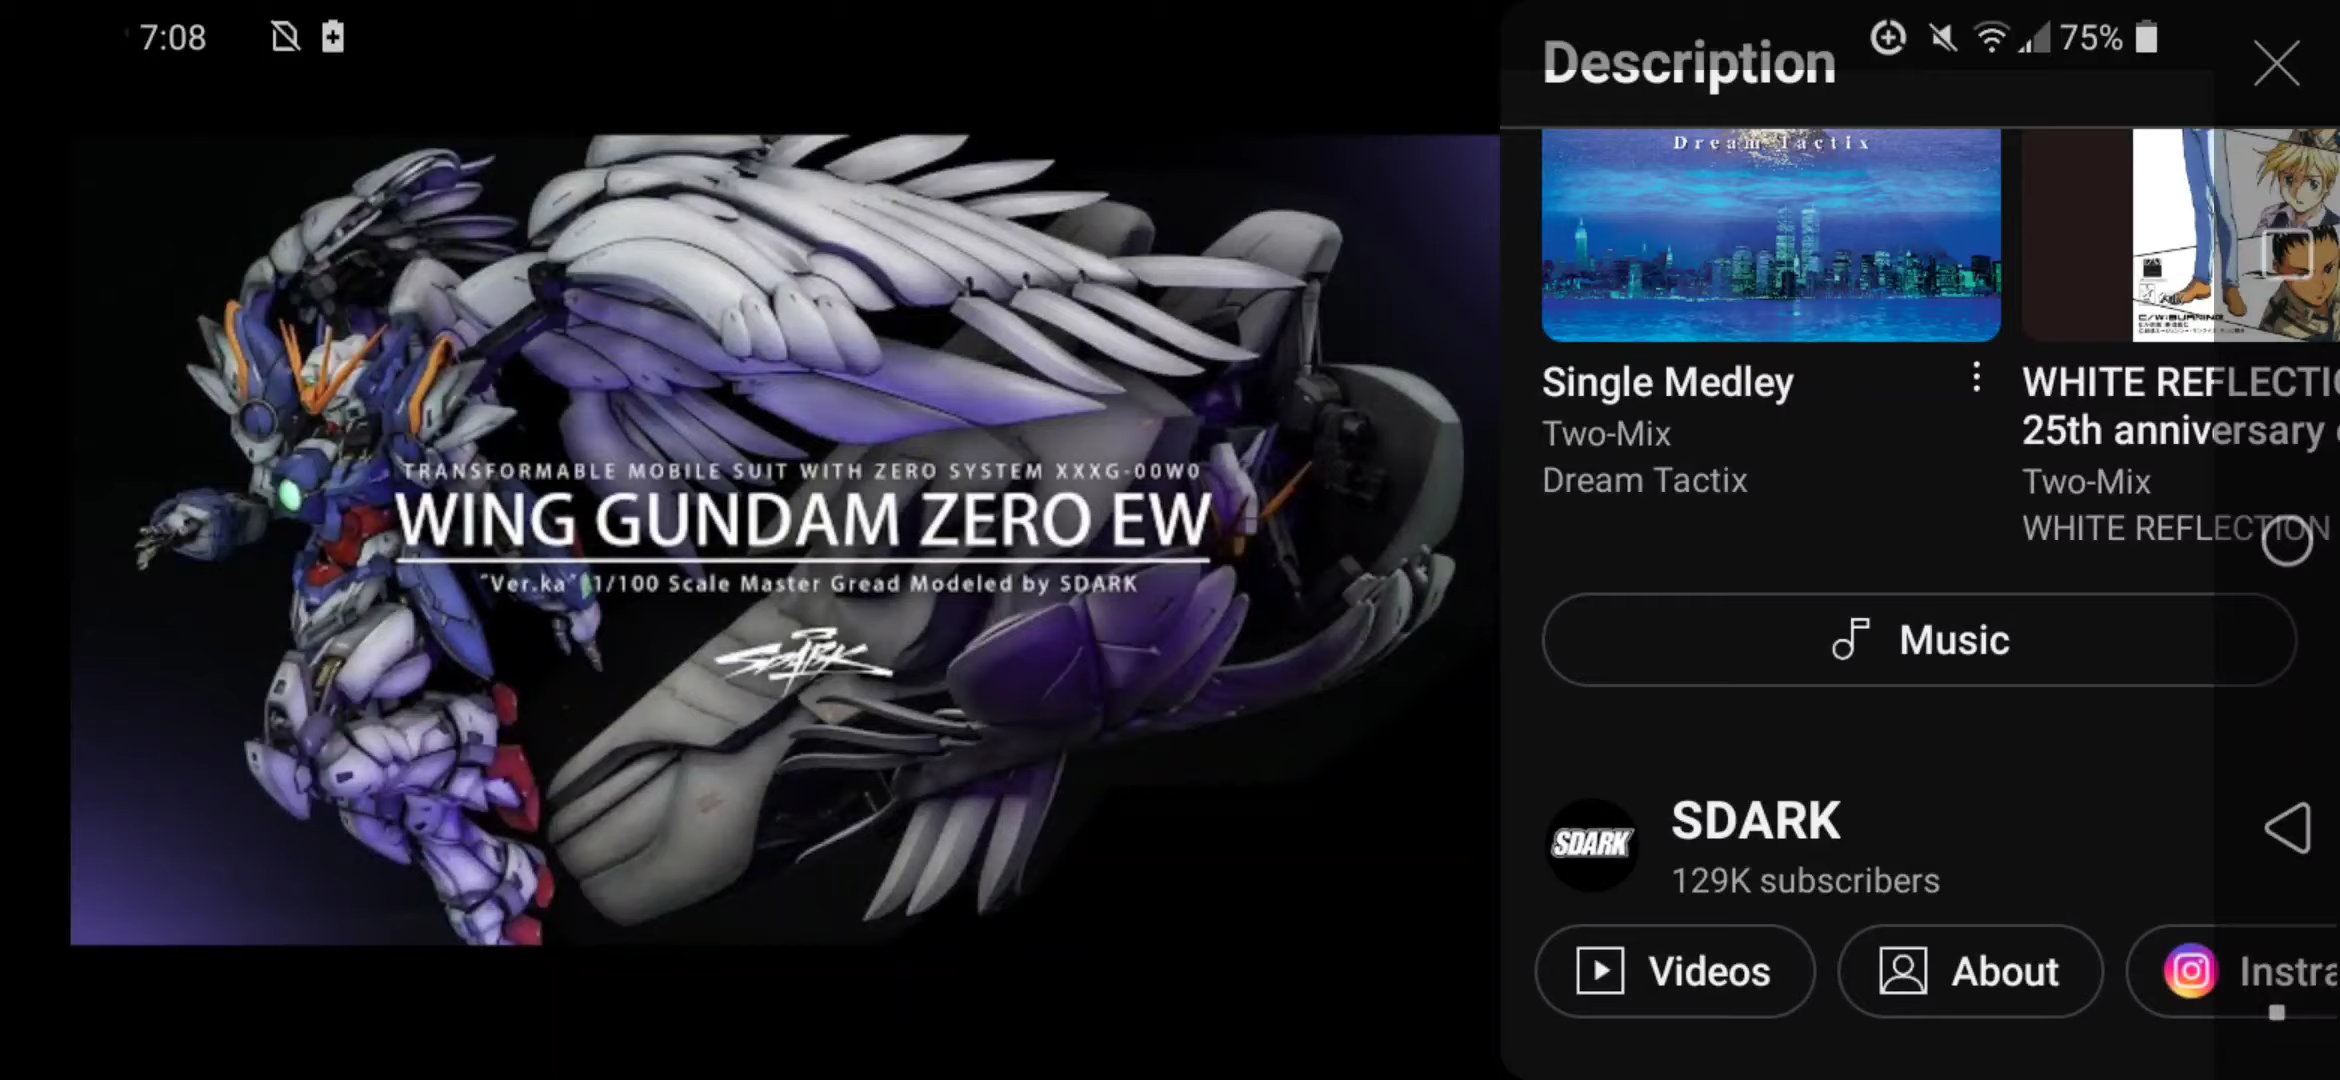 7:08
75%
Description
Dream Tactix
C/W:BURNING
Single Medley
Two-Mix
Dream Tactix
WHITE REFLECTI
25th anniversary
Two-Mix
WHITE REFLECTION
Music
TRANSFORMABLE MOBILE SUIT WITH ZERO SYSTEM XXXG-00W0
WING GUNDAM ZERO EW
"Ver.ka" 1/100 Scale Master Gread Modeled by SDARK
SDARK
SDARK
SDARK
129K subscribers
Videos
About
Instra